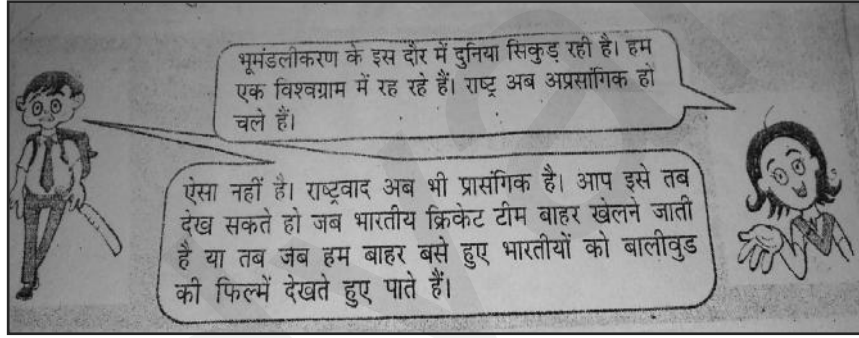 भूमंडलीकरण के इस दौर में दुनिया सिकुड़ रही है। हम
एक विश्वग्राम में रह रहे हैं। राष्ट्र अब अप्रसांगिक हो
चले हैं।
ऐसा नहीं है। राष्ट्रवाद अब भी प्रासंगिक है। आप इसे तब
देख सकते हो जब भारतीय क्रिकेट टीम बाहर खेलने जाती
है या तब जब हम बाहर बसे हुए भारतीयों को बालीवुड
की फिल्में देखते हुए पाते हैं।